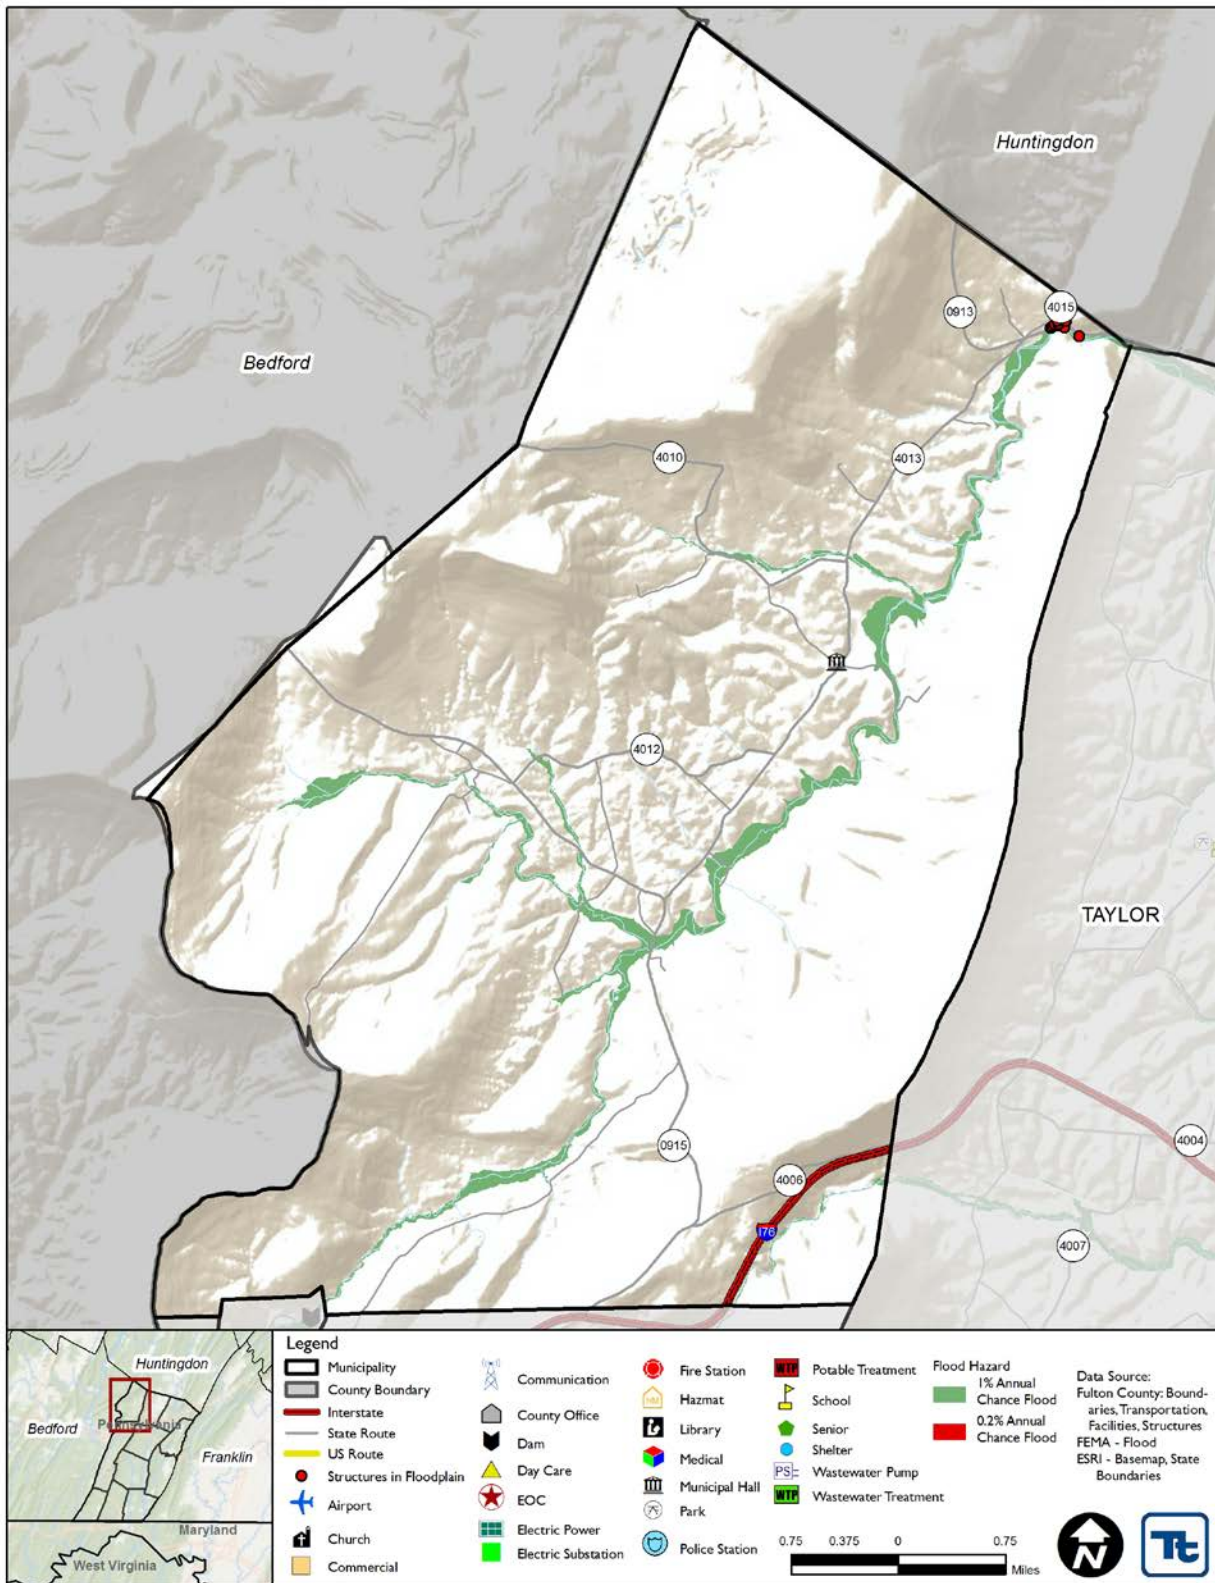 Huntingdon
4015
0913
Bedford
4010
4013
4012
TAYLOR
0915
4006
4004
I76
4007
Huntingdon
Bedford
Pennsylvania
Franklin
Maryland
West Virginia
Legend
Municipality
County Boundary
Interstate
State Route
US Route
Structures in Floodplain
Airport
Church
Commercial
Communication
County Office
Dam
Day Care
EOC
Electric Power
Electric Substation
Fire Station
HM Hazmat
Library
Medical
Municipal Hall
Park
Police Station
WTP Potable Treatment
School
Senior
Shelter
PS Wastewater Pump
WTP Wastewater Treatment
Flood Hazard
1% Annual
Chance Flood
0.2% Annual
Chance Flood
Data Source:
Fulton County: Bound-
aries, Transportation,
Facilities, Structures
FEMA - Flood
ESRI - Basemap, State
Boundaries
0.75 0.375 0 0.75
Miles
N
Tt